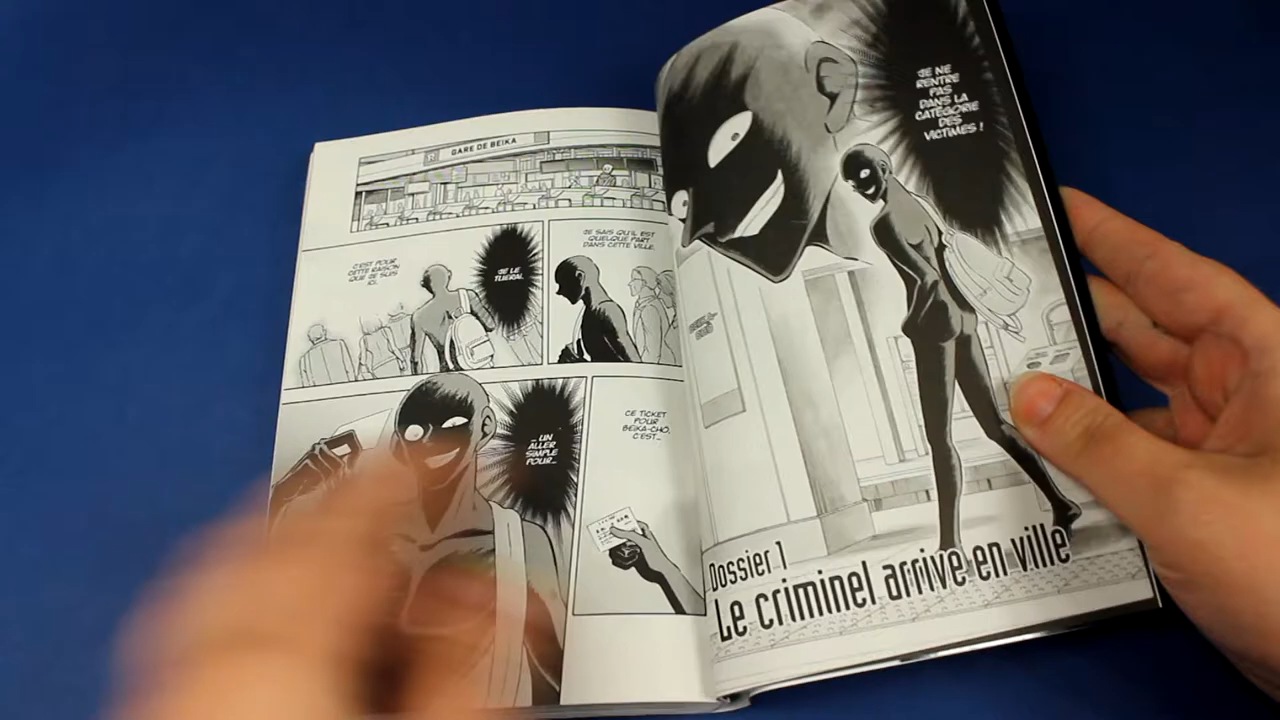 GARE DE BEIKA
C'EST POUR
CETTE RAISON
QUE JE SUIS
ICI.
JE LE
TUERAI.
JE SAIS QU'IL EST
QUELQUE PART
DANS CETTE VILLE.
... UN
ALLER
SIMPLE
POUR...
CE TICKET
POUR
BEIKA-CHO,
C'EST...
JE NE
RENTRE
PAS
DANS LA
CATÉGORIE
DES
VICTIMES !
Dossier 1
Le criminel arrive en ville